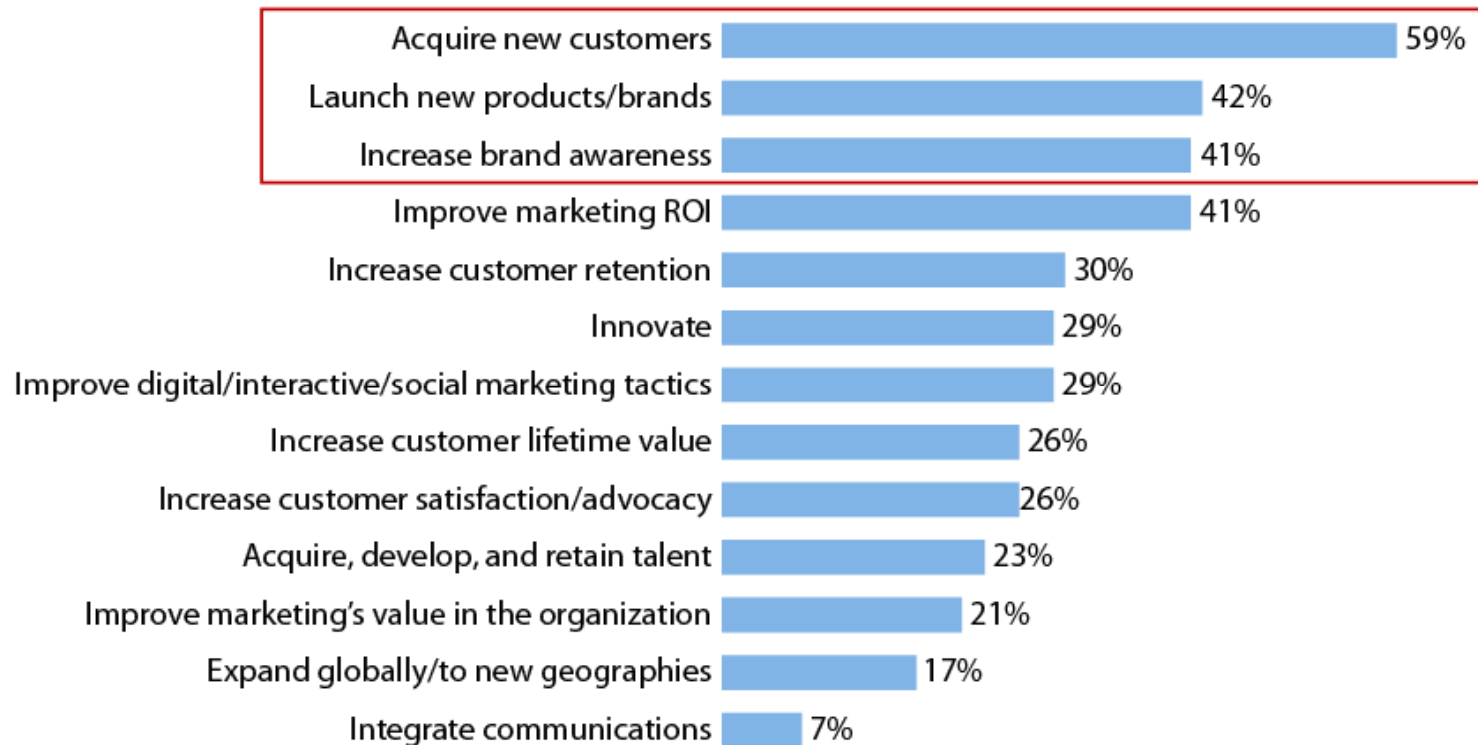 Acquire new customers 59%
Launch new products/brands 42%
Increase brand awareness 41%
Improve marketing ROI 41%
Increase customer retention 30%
Innovate 29%
Improve digital/interactive/social marketing tactics 29%
Increase customer lifetime value 26%
Increase customer satisfaction/advocacy 26%
Acquire, develop, and retain talent 23%
Improve marketing’s value in the organization 21%
Expand globally/to new geographies 17%
Integrate communications 7%